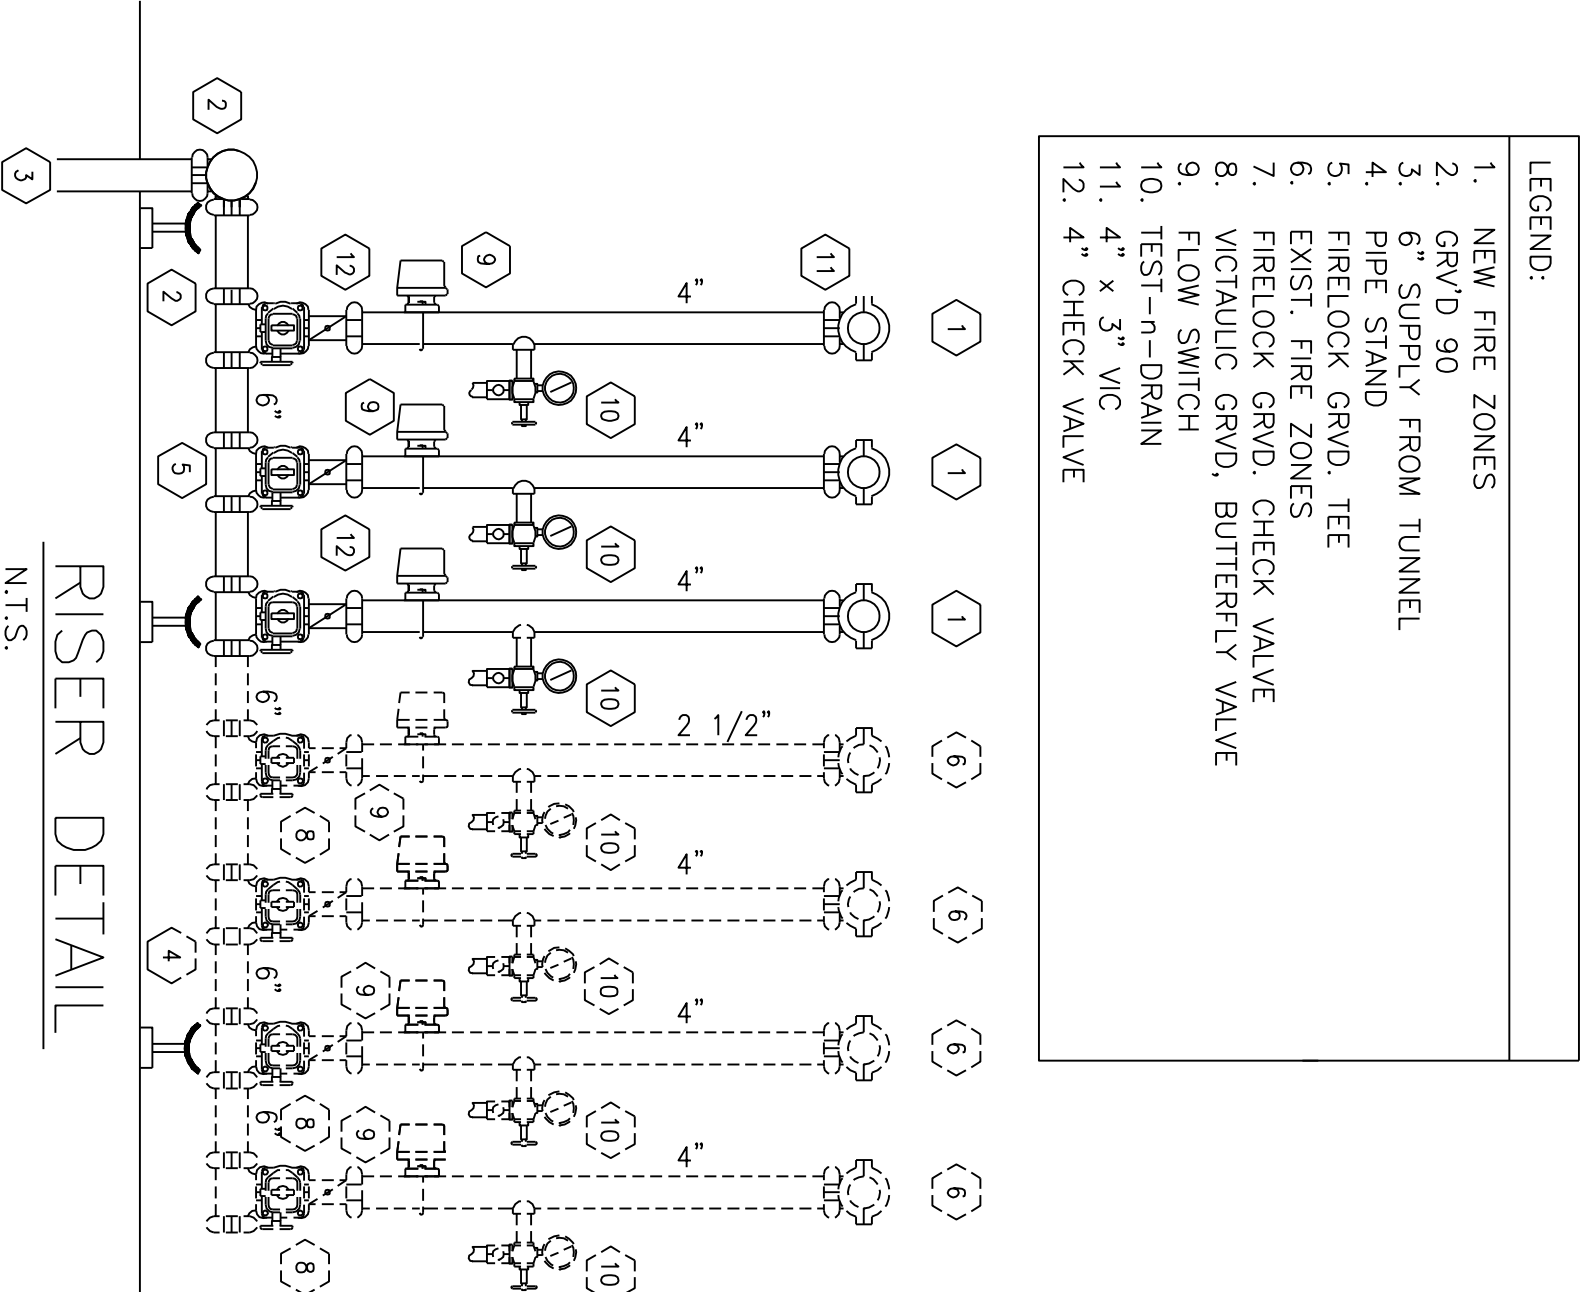 LEGEND:
1. NEW FIRE ZONES
2. GRV'D 90
3. 6" SUPPLY FROM TUNNEL
4. PIPE STAND
5. FIRELOCK GRVD. TEE
6. EXIST. FIRE ZONES
7. FIRELOCK GRVD. CHECK VALVE
8. VICTAULIC GRVD, BUTTERFLY VALVE
9. FLOW SWITCH
10. TEST-n-DRAIN
11. 4" x 3" VIC
12. 4" CHECK VALVE
1 1 1 6 6 6 6
11
4" 4" 4" 2 1/2" 4" 4" 4"
10 10 10 10 10 10 10
9 9 9 9 9
12 12 8 8 8
6" 6" 6" 6"
2 2 5 4
3
RISER DETAIL
N.T.S.